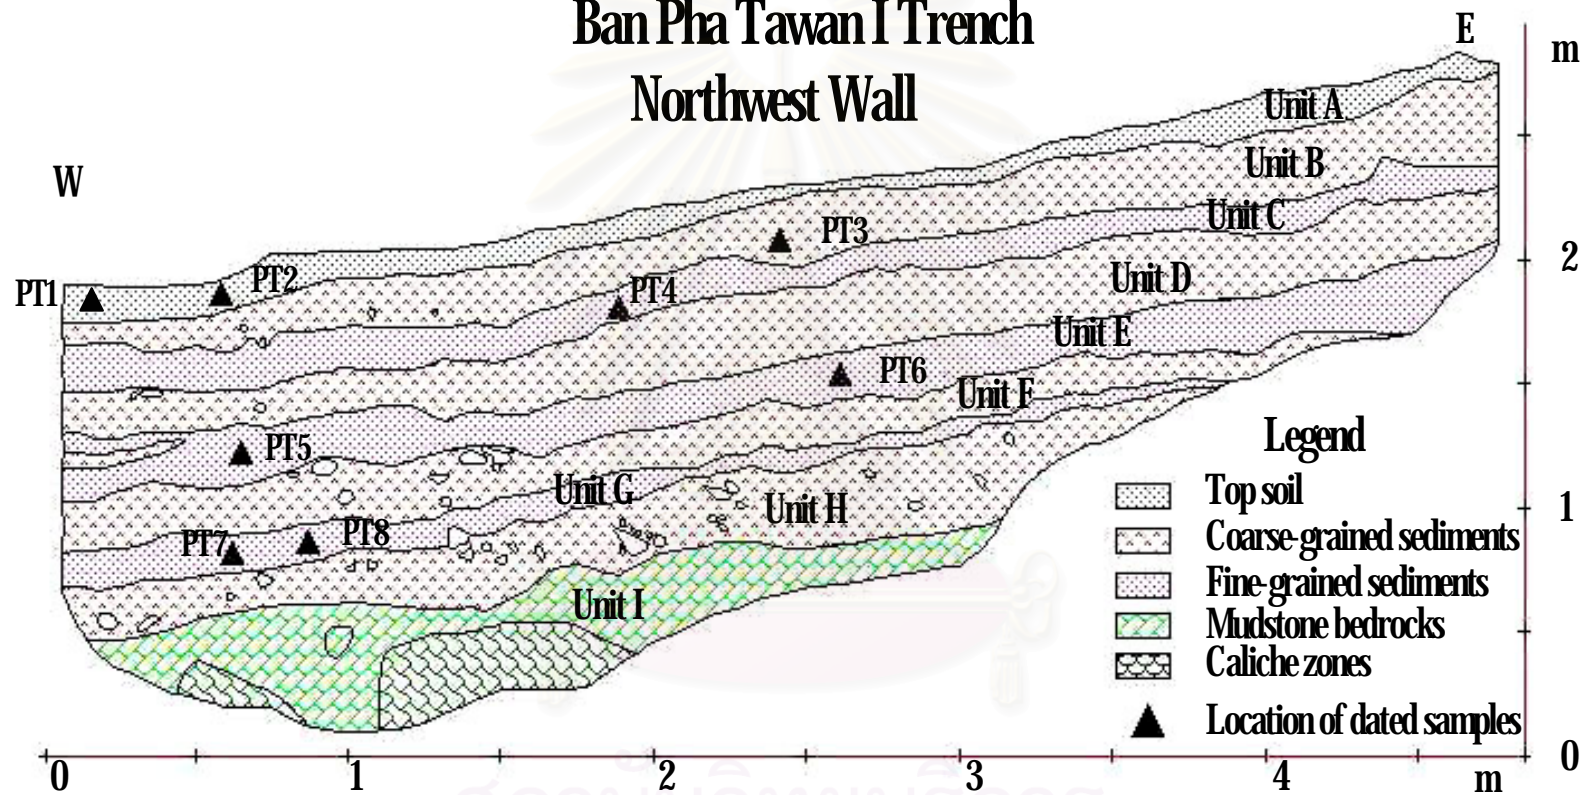 Ban Pha Tawan I Trench
Northwest Wall
E
m
W
Unit A
Unit B
Unit C
PT3
PT2
PT1
PT4
Unit D
2
Unit E
PT6
Unit F
PT5
Unit G
Unit H
PT7
PT8
Unit I
Legend
Top soil
1
Coarse-grained sediments
Fine-grained sediments
Mudstone bedrocks
Caliche zones
Location of dated samples
0
0 1 2 3 4 m